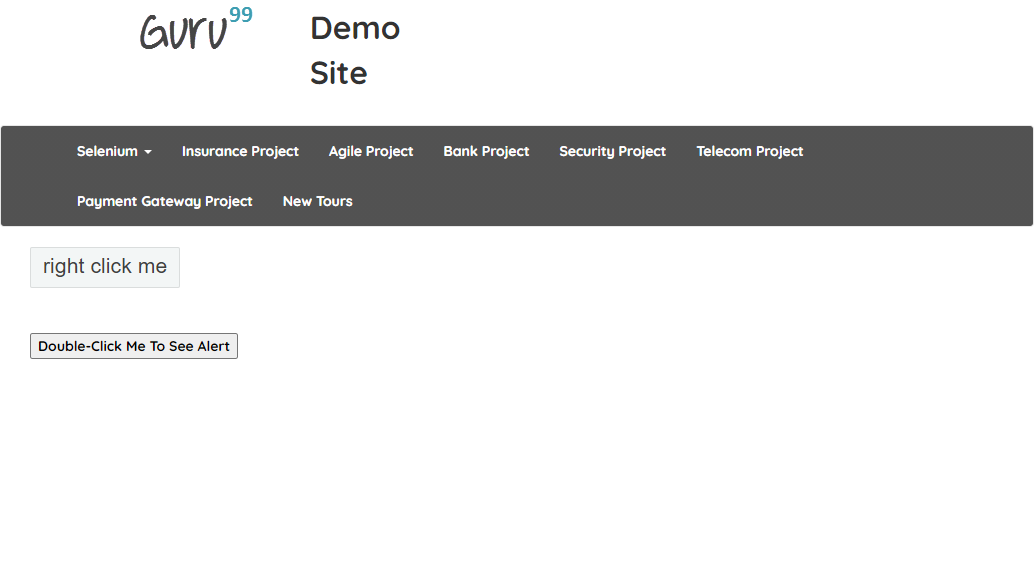 Guru99
Demo
Site
Selenium
Insurance Project
Agile Project
Bank Project
Security Project
Telecom Project
Payment Gateway Project
New Tours
right click me
Double-Click Me To See Alert